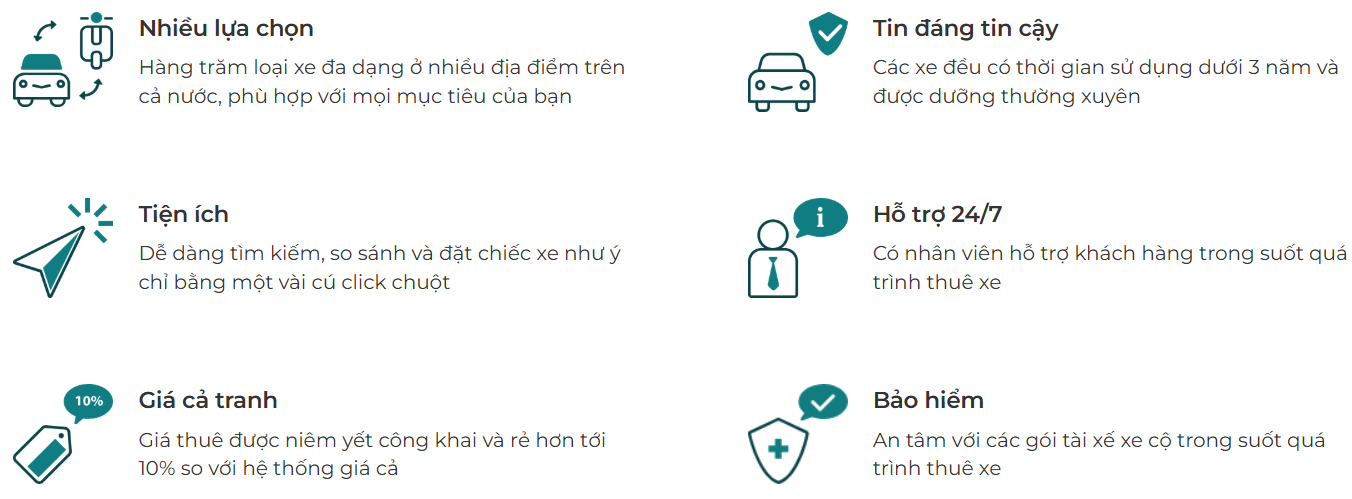 Nhiều lựa chọn
Hàng trăm loại xe đa dạng ở nhiều địa điểm trên
cả nước, phù hợp với mọi mục tiêu của bạn
Tin đáng tin cậy
Các xe đều có thời gian sử dụng dưới 3 năm và
được dưỡng thường xuyên
Tiện ích
Dễ dàng tìm kiếm, so sánh và đặt chiếc xe như ý
chỉ bằng một vài cú click chuột
i
Hỗ trợ 24/7
Có nhân viên hỗ trợ khách hàng trong suốt quá
trình thuê xe
10%
Giá cả tranh
Giá thuê được niêm yết công khai và rẻ hơn tới
10% so với hệ thống giá cả
Bảo hiểm
An tâm với các gói tài xế xe cộ trong suốt quá
trình thuê xe